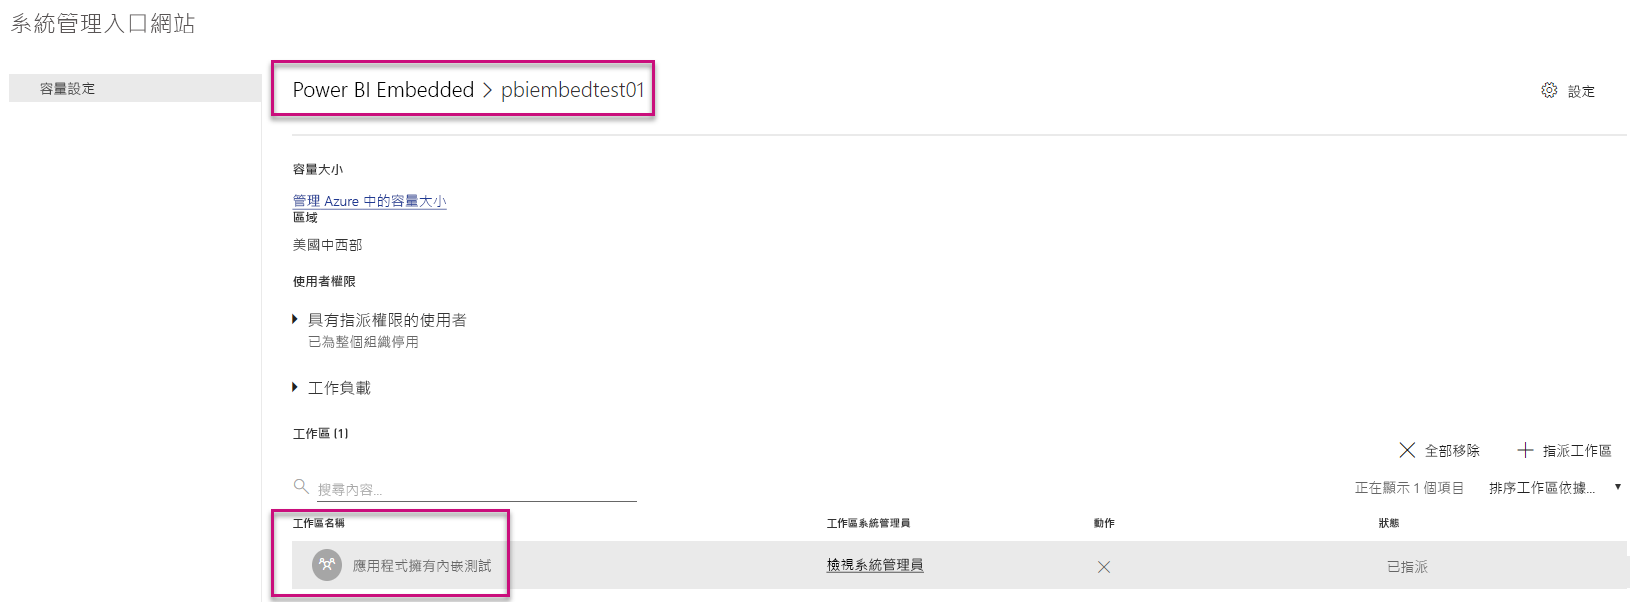 系統管理入口網站
容量設定
Power BI Embedded > pbiembedtest01
設定
容量大小
管理 Azure 中的容量大小
區域
美國中西部
使用者權限
具有指派權限的使用者
已為整個組織停用
工作負載
工作區 (1)
全部移除 指派工作區
搜尋內容...
正在顯示 1 個項目 排序工作區依據...
工作區名稱 工作區系統管理員 動作 狀態
應用程式擁有內嵌測試 檢視系統管理員 已指派